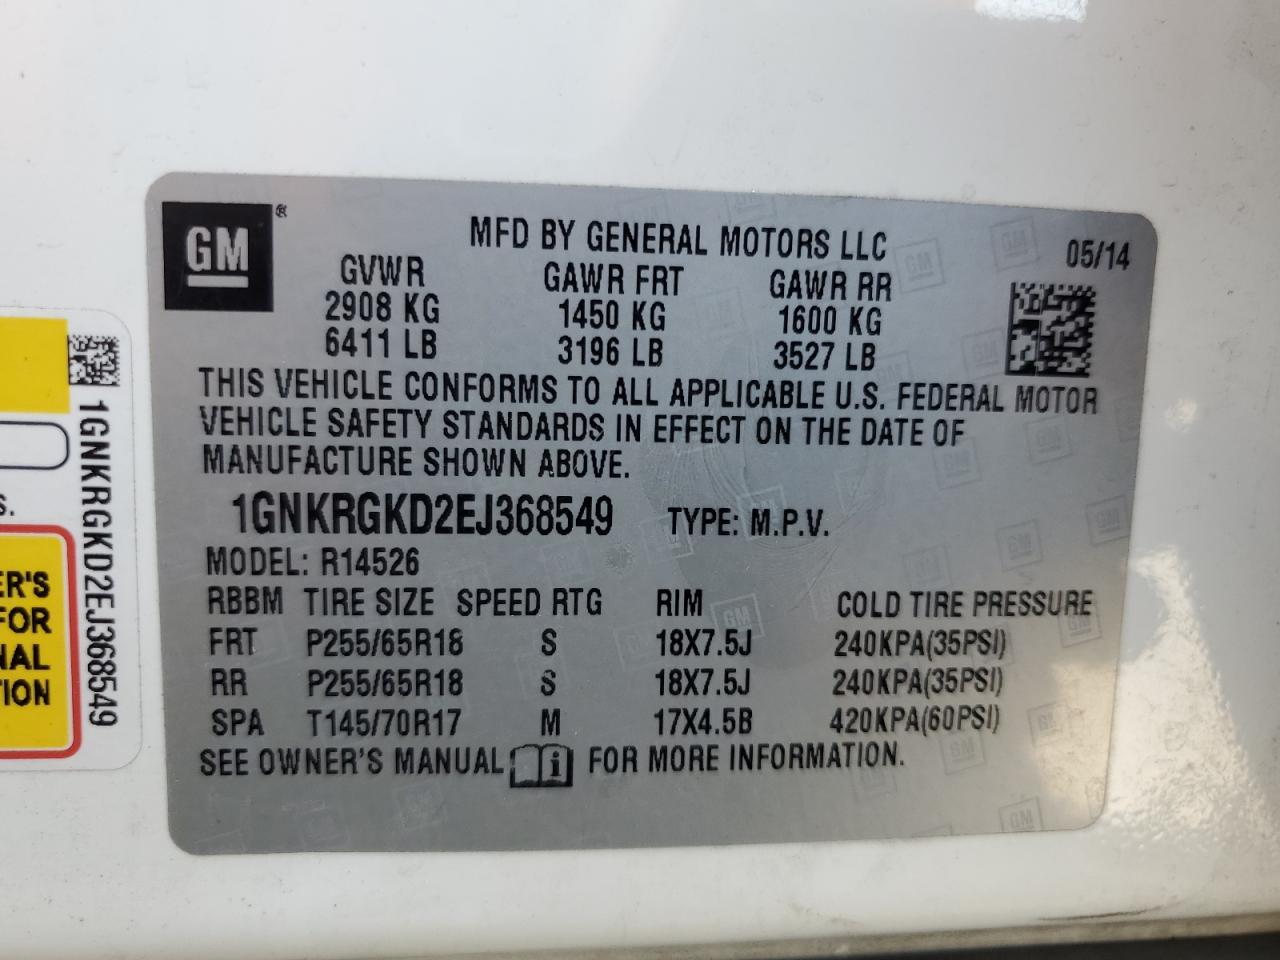 GM ®
MFD BY GENERAL MOTORS LLC
05/14
GVWR GAWR FRT GAWR RR
2908 KG 1450 KG 1600 KG
6411 LB 3196 LB 3527 LB
THIS VEHICLE CONFORMS TO ALL APPLICABLE U.S. FEDERAL MOTOR
VEHICLE SAFETY STANDARDS IN EFFECT ON THE DATE OF
MANUFACTURE SHOWN ABOVE.
1GNKRGKD2EJ368549 TYPE: M.P.V.
MODEL: R14526
RBBM TIRE SIZE SPEED RTG RIM COLD TIRE PRESSURE
FRT P255/65R18 S 18X7.5J 240KPA(35PSI)
RR P255/65R18 S 18X7.5J 240KPA(35PSI)
SPA T145/70R17 M 17X4.5B 420KPA(60PSI)
SEE OWNER'S MANUAL i FOR MORE INFORMATION.
1GNKRGKD2EJ368549
S.
ER'S
FOR
NAL
TION